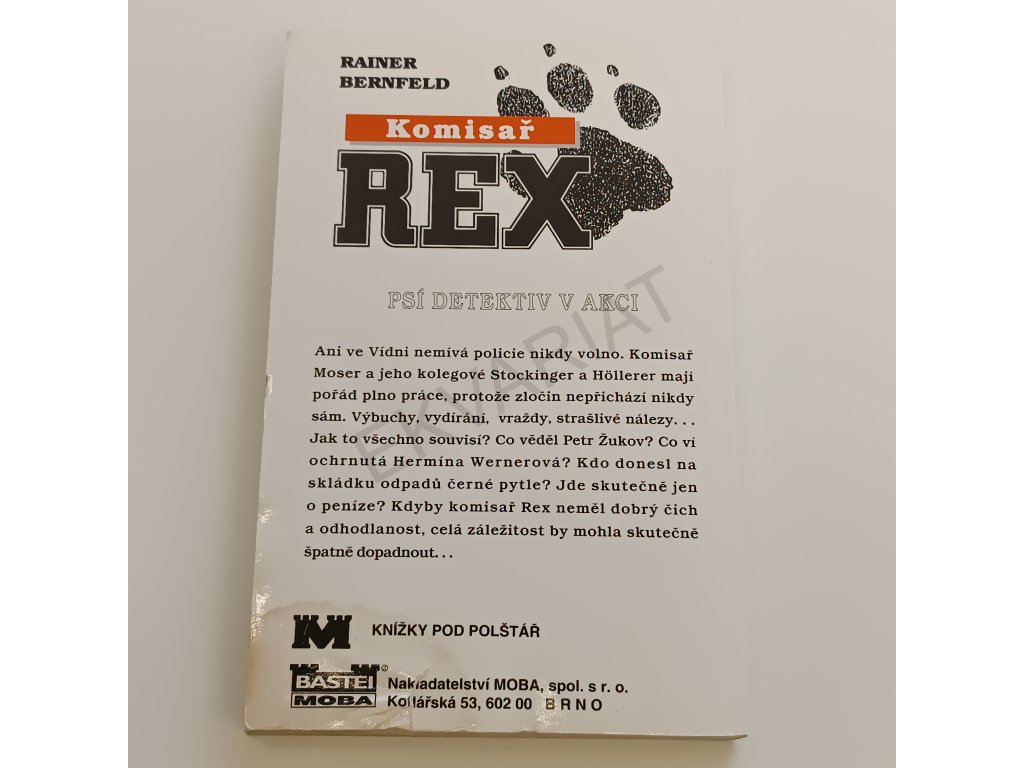 RAINER
BERNFELD
Komisař
REX
PSÍ DETEKTIV V AKCI
Ani ve Vídni nemívá policie nikdy volno. Komisař
Moser a jeho kolegové Stockinger a Höllerer mají
pořád plno práce, protože zločin nepřichází nikdy
sám. Výbuchy, vydírání, vraždy, strašlivé nálezy. . .
Jak to všechno souvisí? Co věděl Petr Žukov? Co ví
ochrnutá Hermína Wernerová? Kdo donesl na
skládku odpadů černé pytle? Jde skutečně jen
o peníze? Kdyby komisař Rex neměl dobrý čich
a odhodlanost, celá záležitost by mohla skutečně
špatně dopadnout. . .
EKVARIAT
M KNÍŽKY POD POLŠTÁŘ
BASTEI ®
MOBA
Nakladatelství MOBA, spol. s r. o.
Kotlářská 53, 602 00 BRNO